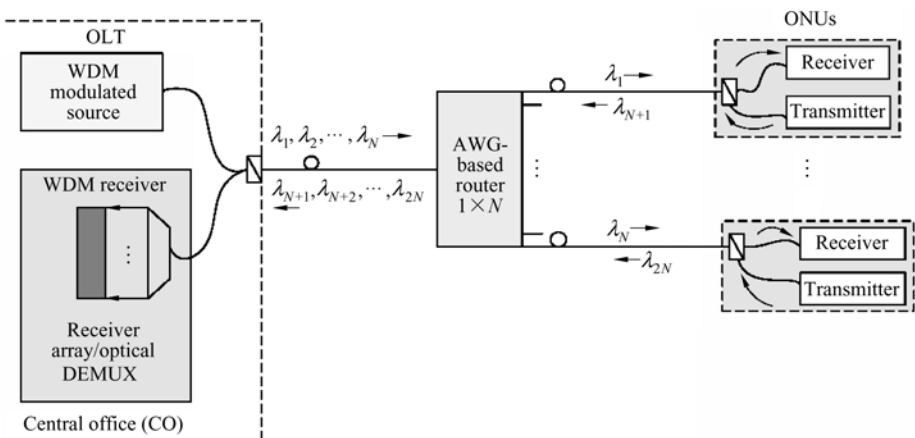 OLT
WDM
modulated
source
WDM receiver
⋮
Receiver
array/optical
DEMUX
Central office (CO)
λ1, λ2, ⋯, λN →
λN+1, λN+2, ⋯, λ2N
←
AWG-
based
router
1×N
⋮
λ1 →
← λN+1
λN →
← λ2N
ONUs
Receiver
Transmitter
⋮
Receiver
Transmitter